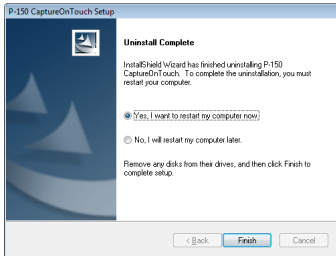 P-150 CaptureOnTouch Setup
Uninstall Complete
InstallShield Wizard has finished uninstalling P-150
CaptureOnTouch. To complete the uninstallation, you must
restart your computer.
Yes, I want to restart my computer now.
No, I will restart my computer later.
Remove any disks from their drives, and then click Finish to
complete setup.
< Back
Finish
Cancel